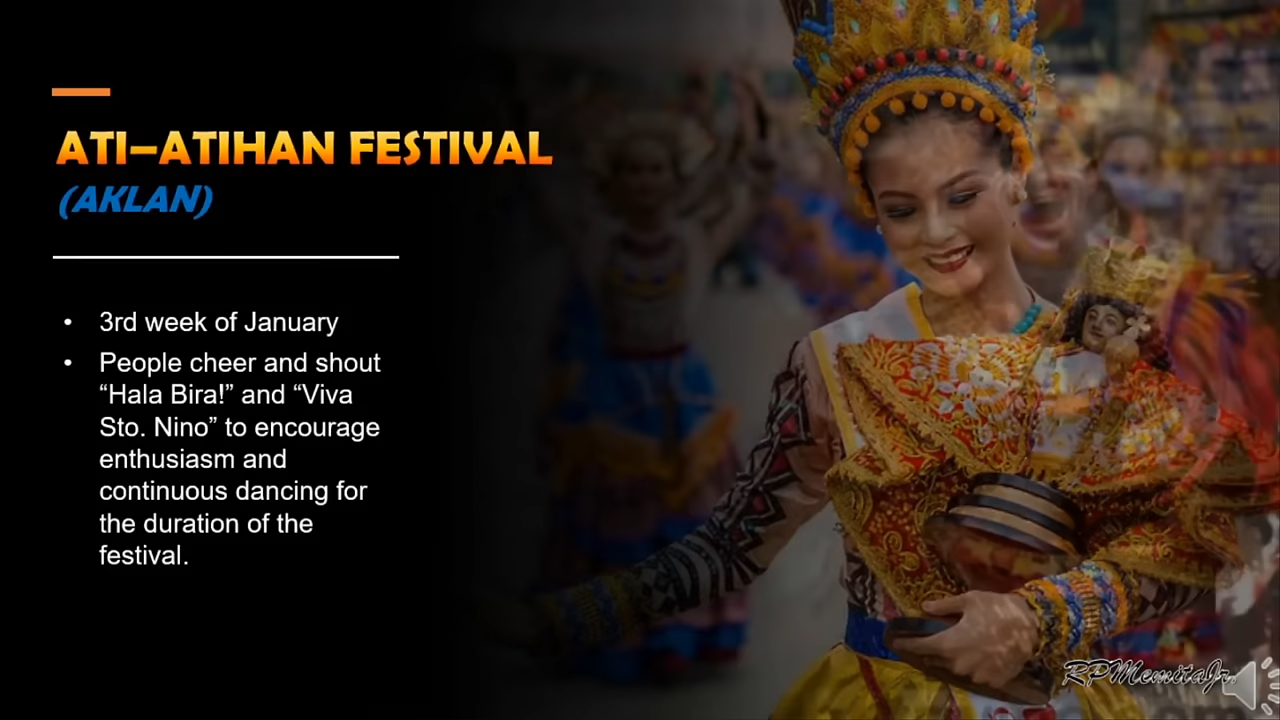 ATI–ATIHAN FESTIVAL
(AKLAN)
• 3rd week of January
• People cheer and shout
“Hala Bira!” and “Viva
Sto. Nino” to encourage
enthusiasm and
continuous dancing for
the duration of the
festival.
RPMemitaJr.